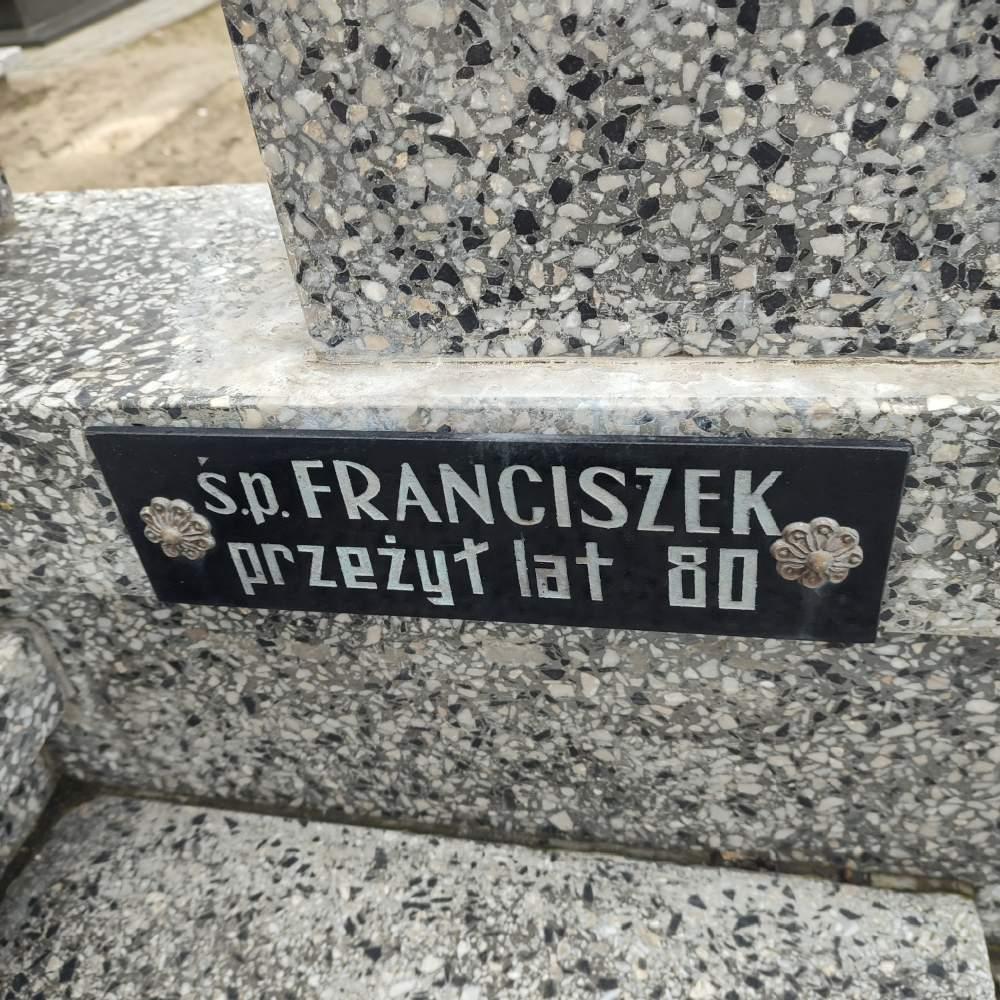 ś.p. FRANCISZEK
przeżył lat 80